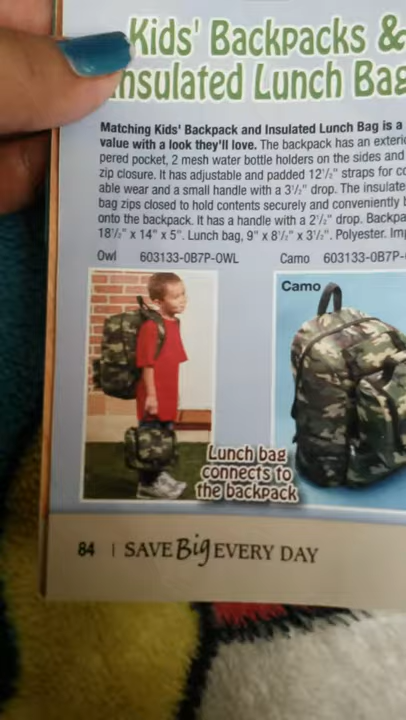 Kids' Backpacks &
Insulated Lunch Bag
Matching Kids' Backpack and Insulated Lunch Bag is a
value with a look they'll love. The backpack has an exteri
pered pocket, 2 mesh water bottle holders on the sides and
zip closure. It has adjustable and padded 12½" straps for co
able wear and a small handle with a 3½" drop. The insulate
bag zips closed to hold contents securely and conveniently b
onto the backpack. It has a handle with a 2½" drop. Backpa
18½" x 14" x 5". Lunch bag, 9" x 8½" x 3½". Polyester. Im
Owl 603133-0B7P-OWL Camo 603133-0B7P-
Camo
Lunch bag
connects to
the backpack
84 | SAVE Big EVERY DAY